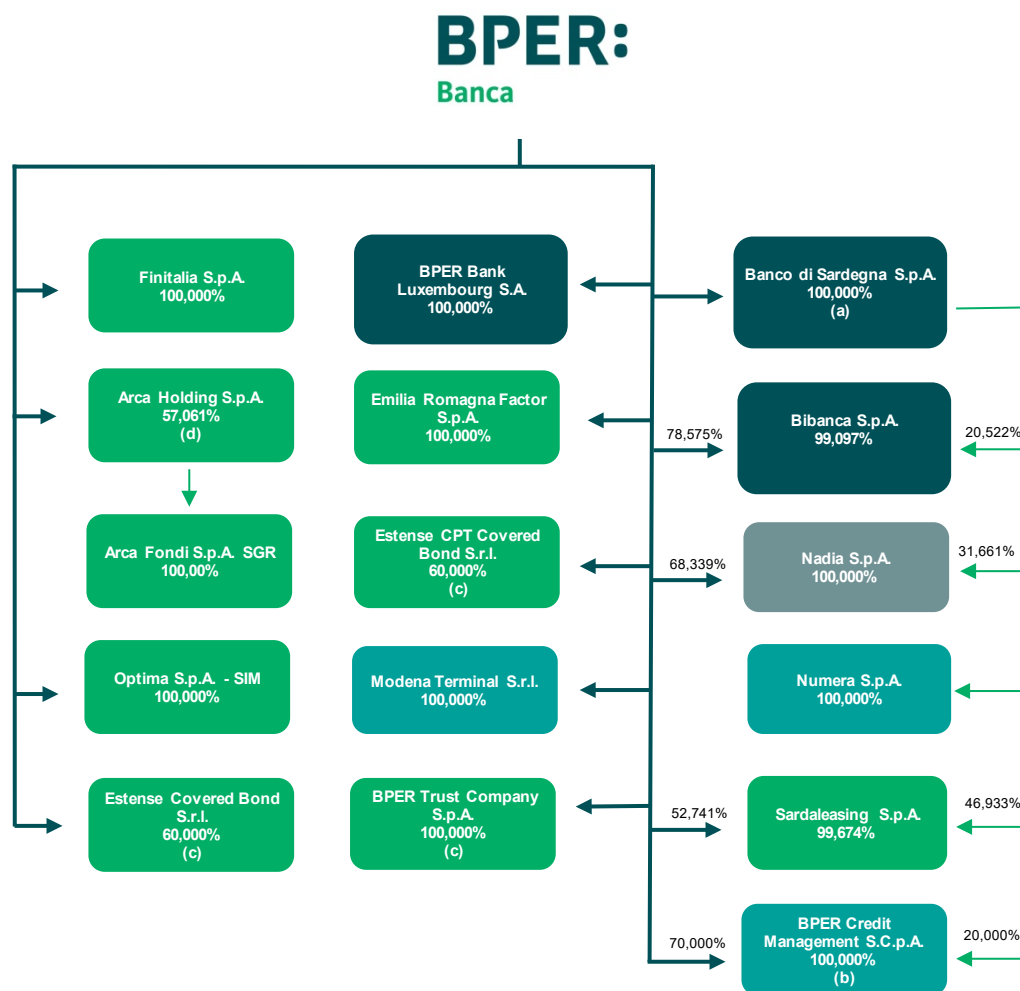 BPER:
Banca
Finitalia S.p.A.
100,000%
BPER Bank
Luxembourg S.A.
100,000%
Banco di Sardegna S.p.A.
100,000%
(a)
Arca Holding S.p.A.
57,061%
(d)
Emilia Romagna Factor
S.p.A.
100,000%
78,575%
Bibanca S.p.A.
99,097%
20,522%
Arca Fondi S.p.A. SGR
100,00%
Estense CPT Covered
Bond S.r.l.
60,000%
(c)
68,339%
Nadia S.p.A.
100,000%
31,661%
Optima S.p.A. - SIM
100,000%
Modena Terminal S.r.l.
100,000%
Numera S.p.A.
100,000%
Estense Covered Bond
S.r.l.
60,000%
(c)
BPER Trust Company
S.p.A.
100,000%
(c)
52,741%
Sardaleasing S.p.A.
99,674%
46,933%
70,000%
BPER Credit
Management S.C.p.A.
100,000%
(b)
20,000%